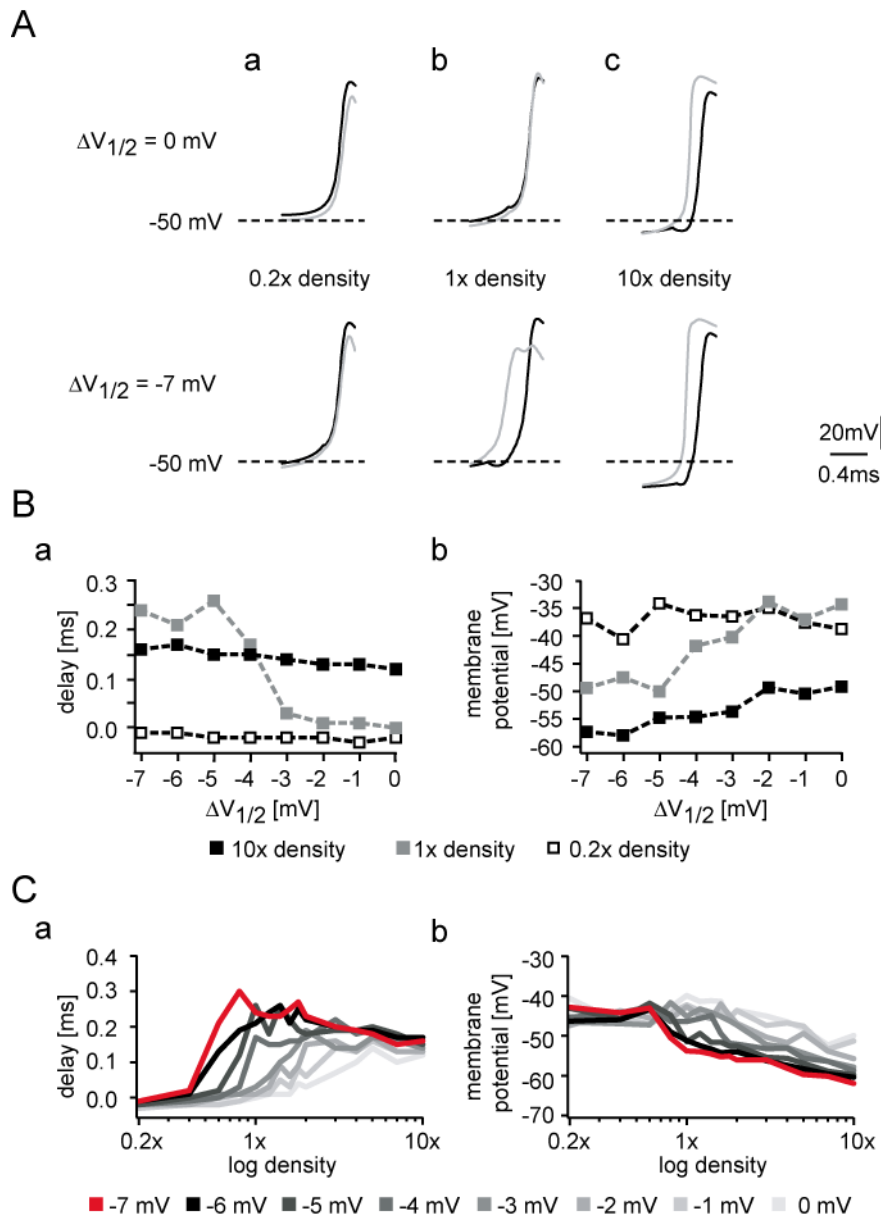 A
a b c
ΔV1/2 = 0 mV
-50 mV
0.2x density 1x density 10x density
ΔV1/2 = -7 mV
-50 mV
20mV
0.4ms
B
a b
delay [ms]
0.3
0.2
0.1
0.0
-7 -6 -5 -4 -3 -2 -1 0
ΔV1/2 [mV]
membrane
potential [mV]
-30
-35
-40
-45
-50
-55
-60
-7 -6 -5 -4 -3 -2 -1 0
ΔV1/2 [mV]
10x density 1x density 0.2x density
C
a b
delay [ms]
0.4
0.3
0.2
0.1
0.0
0.2x 1x 10x
log density
membrane
potential [mV]
-30
-40
-50
-60
-70
0.2x 1x 10x
log density
-7 mV -6 mV -5 mV -4 mV -3 mV -2 mV -1 mV 0 mV